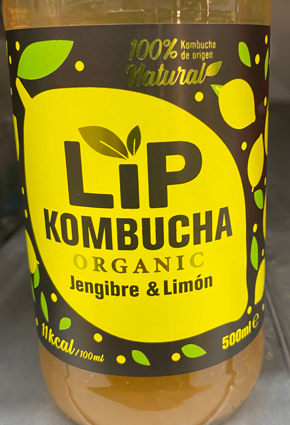 100% Kombucha
de origen
Natural
LiP
KOMBUCHA
ORGANIC
Jengibre & Limón
11kcal/100ml
500ml e